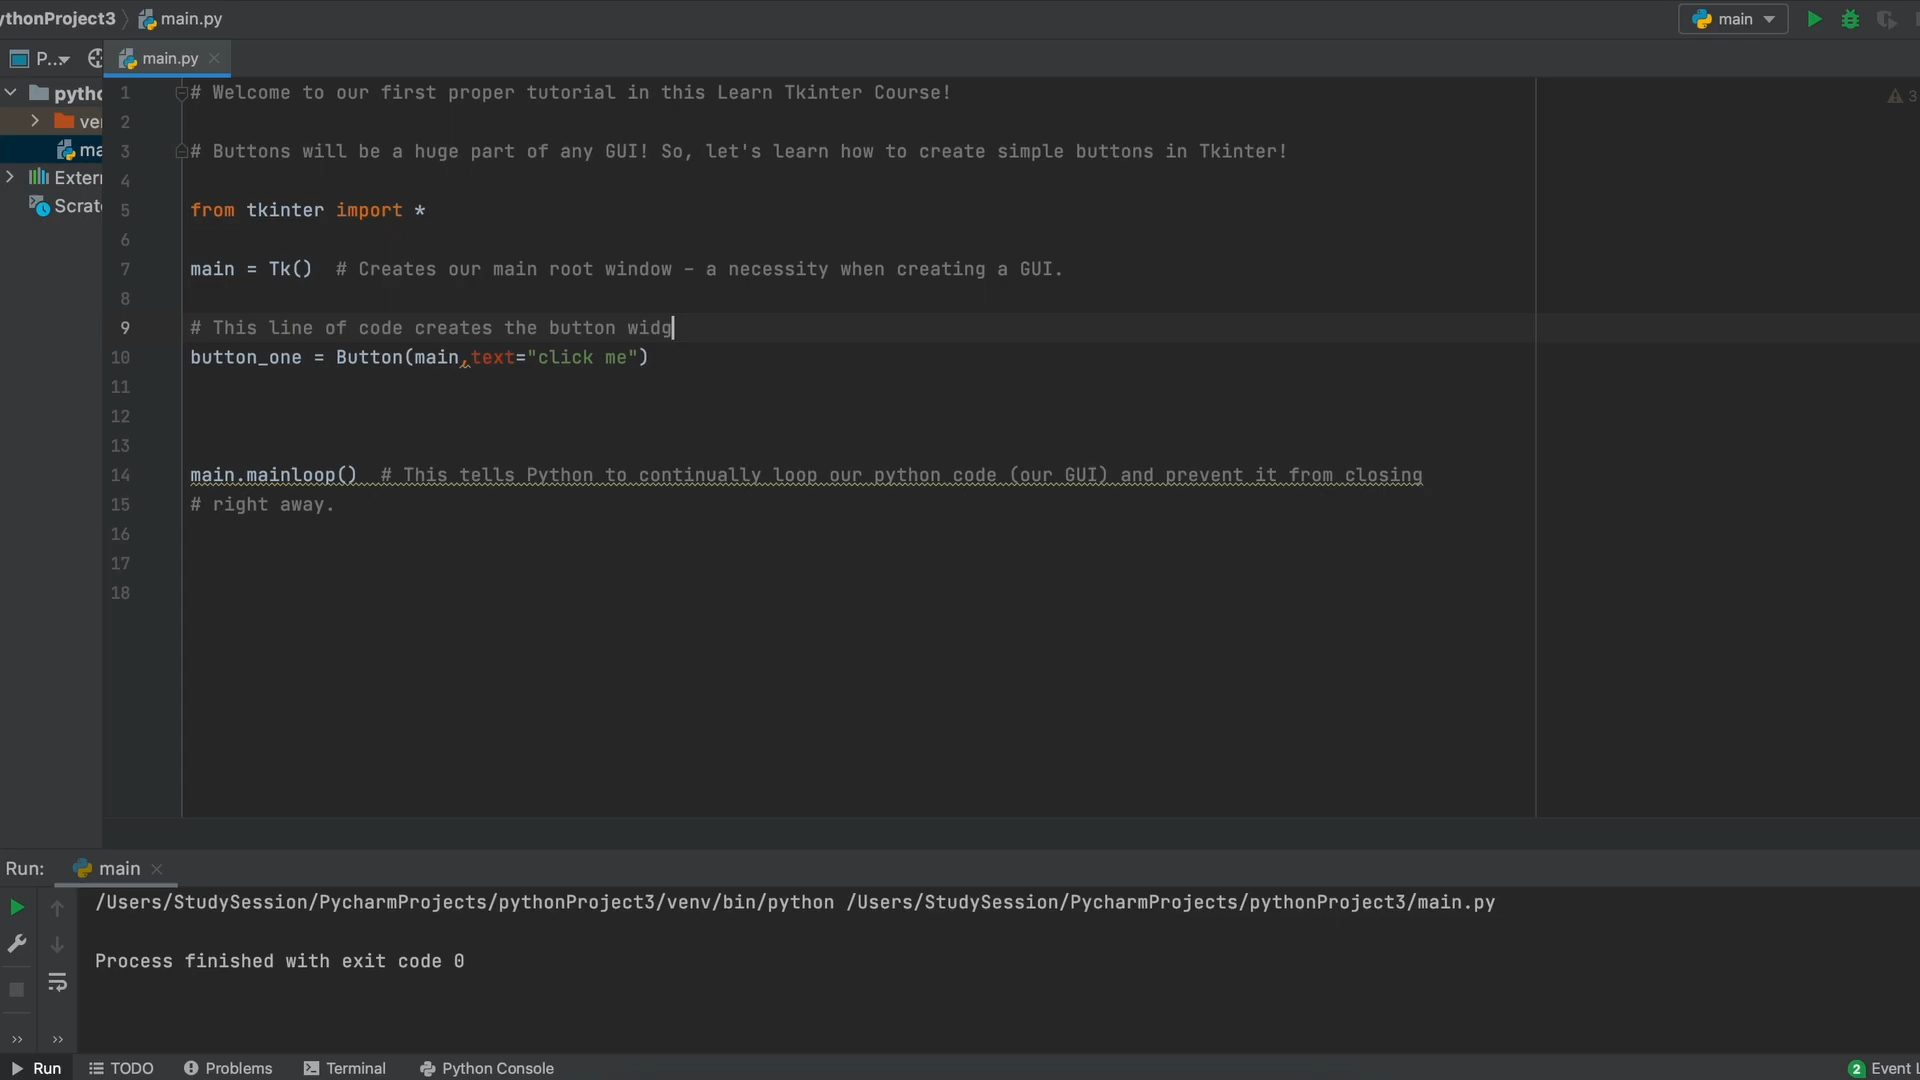 ythonProject3 main.py main
P... main.py
pytho
1 # Welcome to our first proper tutorial in this Learn Tkinter Course! 3
2 ve
3 # Buttons will be a huge part of any GUI! So, let's learn how to create simple buttons in Tkinter!
ma
4 Exter
5 from tkinter import *
Scrat
6
7 main = Tk()  # Creates our main root window - a necessity when creating a GUI.
8
9 # This line of code creates the button widg
10 button_one = Button(main,text="click me")
11
12
13
14 main.mainloop()  # This tells Python to continually loop our python code (our GUI) and prevent it from closing
15 # right away.
16
17
18
Run: main
/Users/StudySession/PycharmProjects/pythonProject3/venv/bin/python /Users/StudySession/PycharmProjects/pythonProject3/main.py
Process finished with exit code 0
Run TODO Problems Terminal Python Console 2 Event L